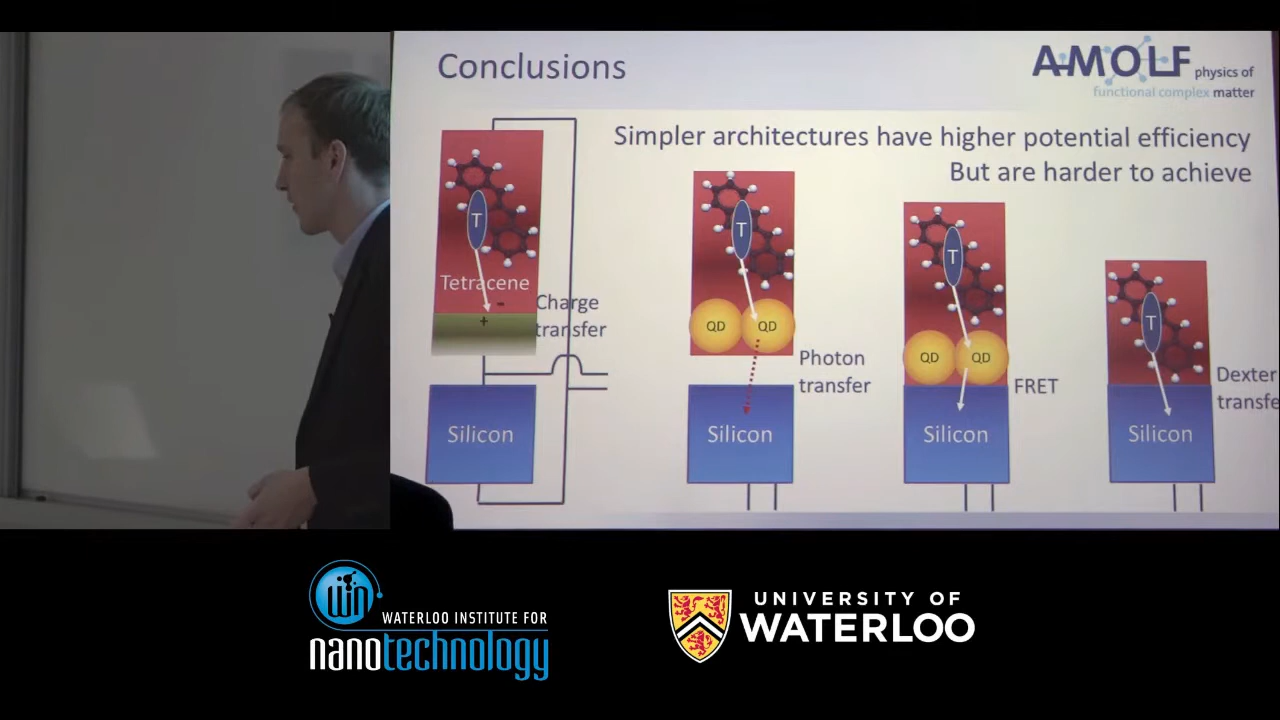 Conclusions
AMOLF
physics of
functional complex matter
Simpler architectures have higher potential efficiency
But are harder to achieve
T
Tetracene
-
+
Charge
transfer
Silicon
T
QD QD
Photon
transfer
Silicon
T
QD QD
FRET
Silicon
T
Dexter
transfe
Silicon
WIN
WATERLOO INSTITUTE FOR
nanotechnology
UNIVERSITY OF
WATERLOO